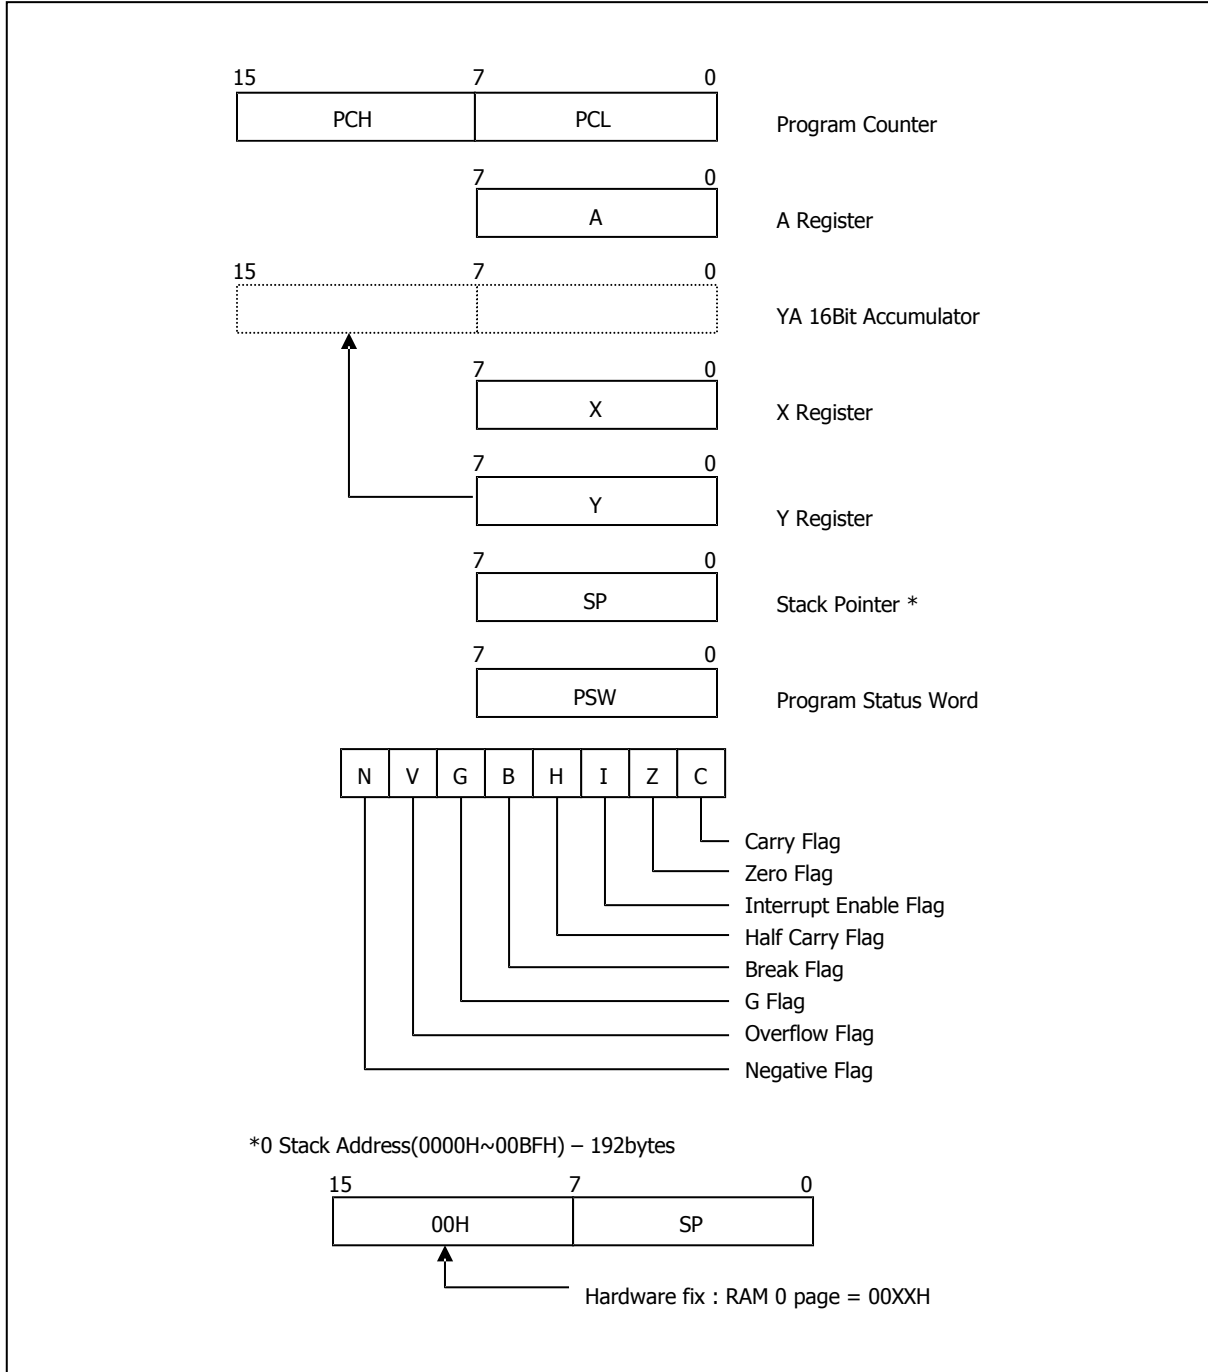 15 7 0
PCH PCL Program Counter
7 0
A A Register
15 7 0
YA 16Bit Accumulator
7 0
X X Register
7 0
Y Y Register
7 0
SP Stack Pointer *
7 0
PSW Program Status Word
N V G B H I Z C
Carry Flag
Zero Flag
Interrupt Enable Flag
Half Carry Flag
Break Flag
G Flag
Overflow Flag
Negative Flag
*0 Stack Address(0000H~00BFH) – 192bytes
15 7 0
00H SP
Hardware fix : RAM 0 page = 00XXH